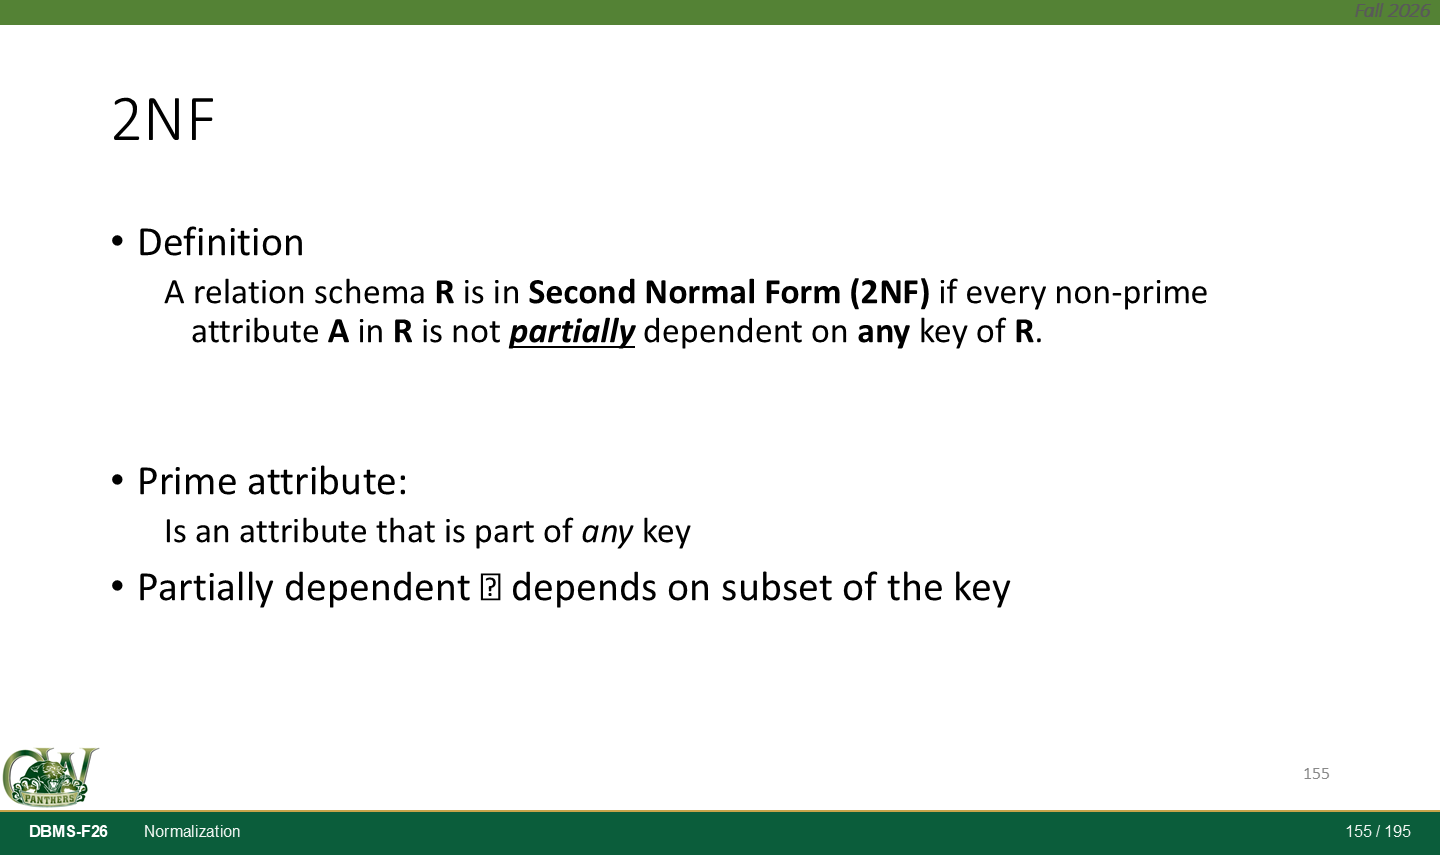 Fall 2026
2NF
• Definition
A relation schema R is in Second Normal Form (2NF) if every non-prime
attribute A in R is not partially dependent on any key of R.
• Prime attribute:
Is an attribute that is part of any key
• Partially dependent 🯄 depends on subset of the key
OW
PANTHERS
155
DBMS-F26 Normalization 155 / 195